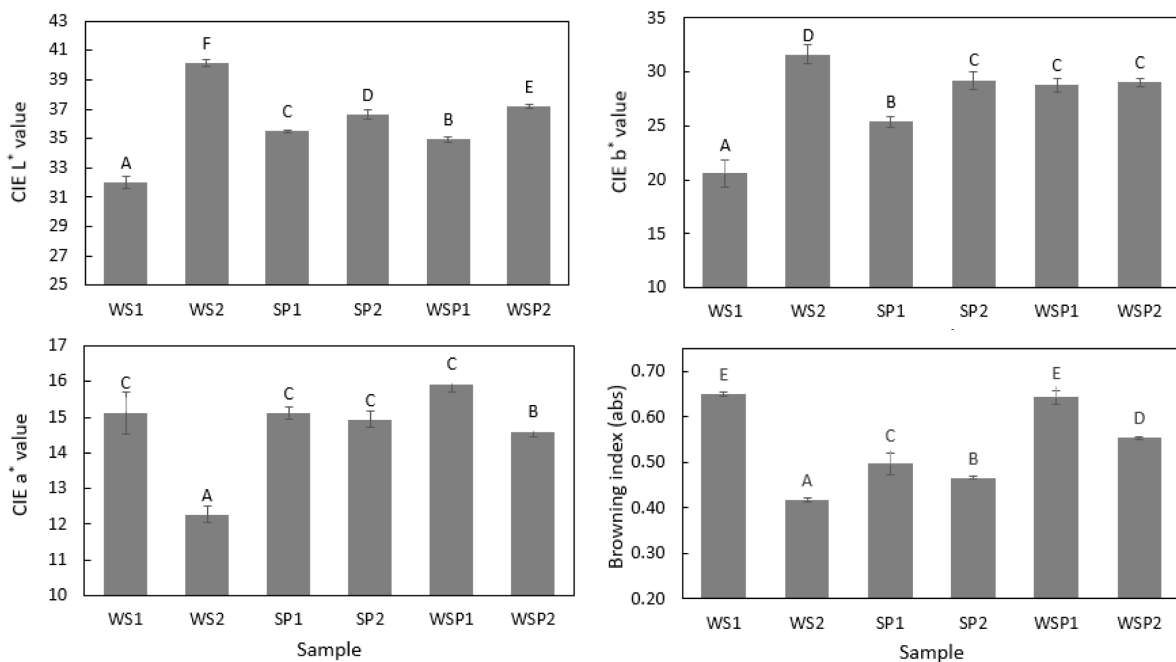 CIE L* value
43
41
39
37
35
33
31
29
27
25
A
F
C
D
B
E
WS1 WS2 SP1 SP2 WSP1 WSP2
CIE b* value
35
30
25
20
15
10
A
D
B
C
C
C
WS1 WS2 SP1 SP2 WSP1 WSP2
CIE a* value
17
16
15
14
13
12
11
10
C
A
C
C
C
B
WS1 WS2 SP1 SP2 WSP1 WSP2
Sample
Browning index (abs)
0.70
0.60
0.50
0.40
0.30
0.20
E
A
C
B
E
D
WS1 WS2 SP1 SP2 WSP1 WSP2
Sample